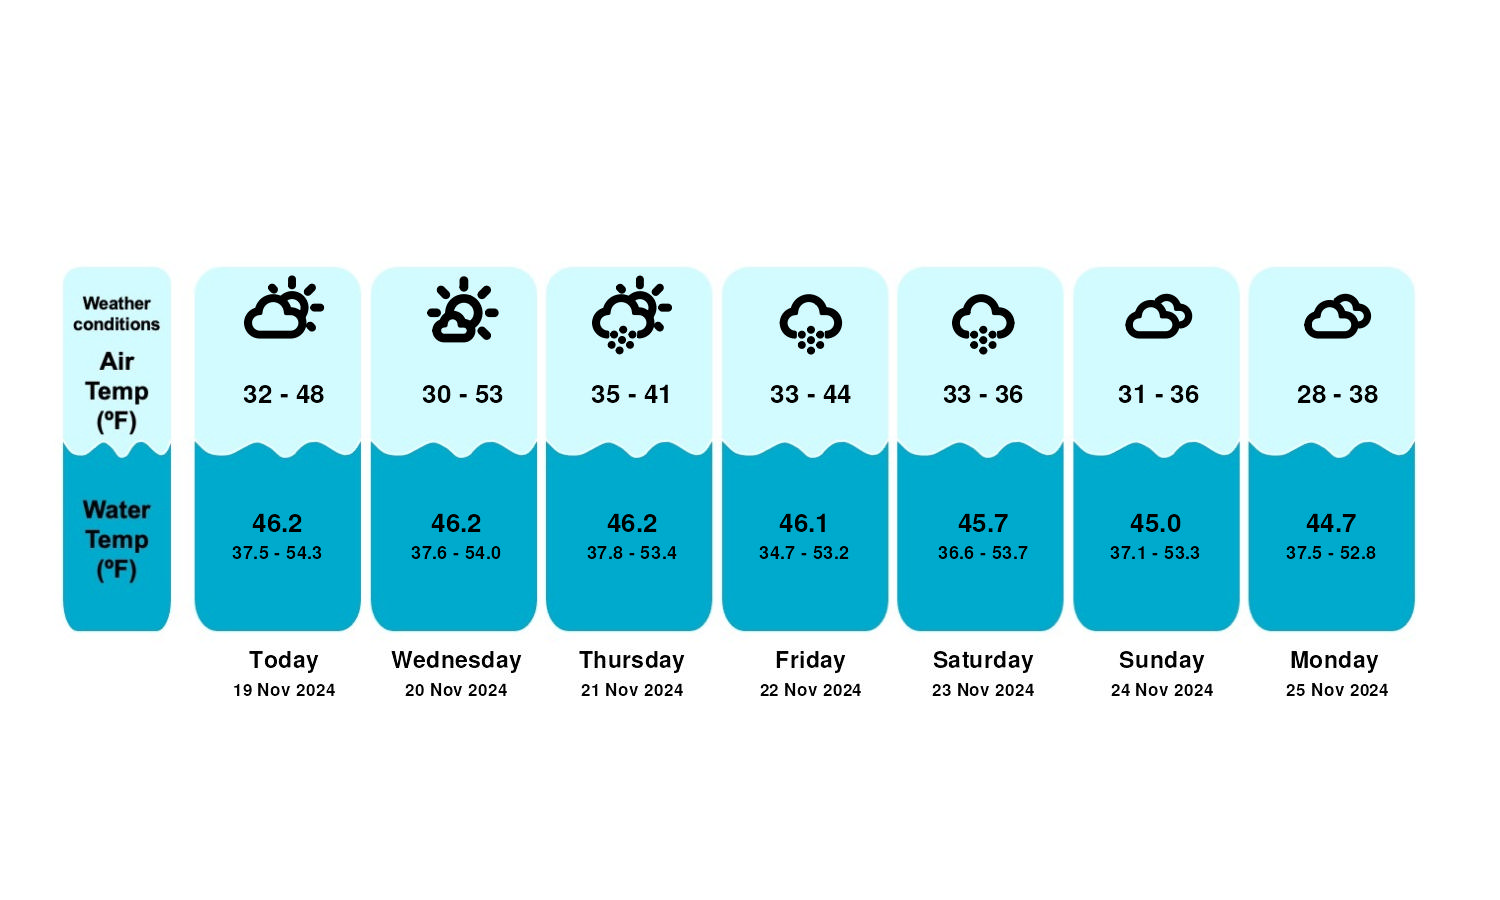 Weather
conditions
Air
Temp
(ºF)
32 - 48
30 - 53
35 - 41
33 - 44
33 - 36
31 - 36
28 - 38
Water
Temp
(ºF)
46.2
46.2
46.2
46.1
45.7
45.0
44.7
37.5 - 54.3
37.6 - 54.0
37.8 - 53.4
34.7 - 53.2
36.6 - 53.7
37.1 - 53.3
37.5 - 52.8
Today
Wednesday
Thursday
Friday
Saturday
Sunday
Monday
19 Nov 2024
20 Nov 2024
21 Nov 2024
22 Nov 2024
23 Nov 2024
24 Nov 2024
25 Nov 2024